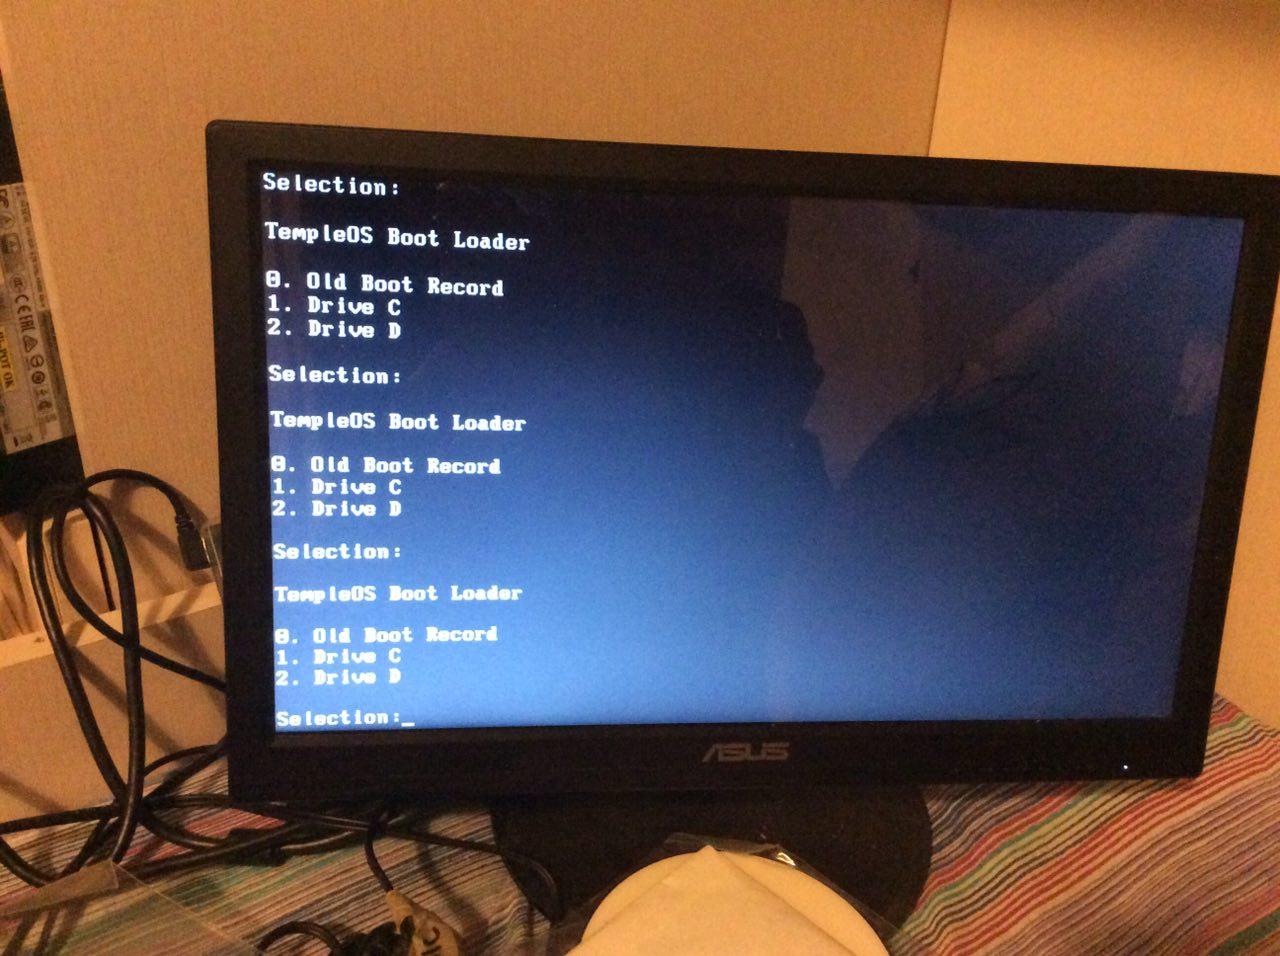 Selection:
TempleOS Boot Loader
0. Old Boot Record
1. Drive C
2. Drive D
Selection:
TempleOS Boot Loader
0. Old Boot Record
1. Drive C
2. Drive D
Selection:
TempleOS Boot Loader
0. Old Boot Record
1. Drive C
2. Drive D
Selection:_
ASUS